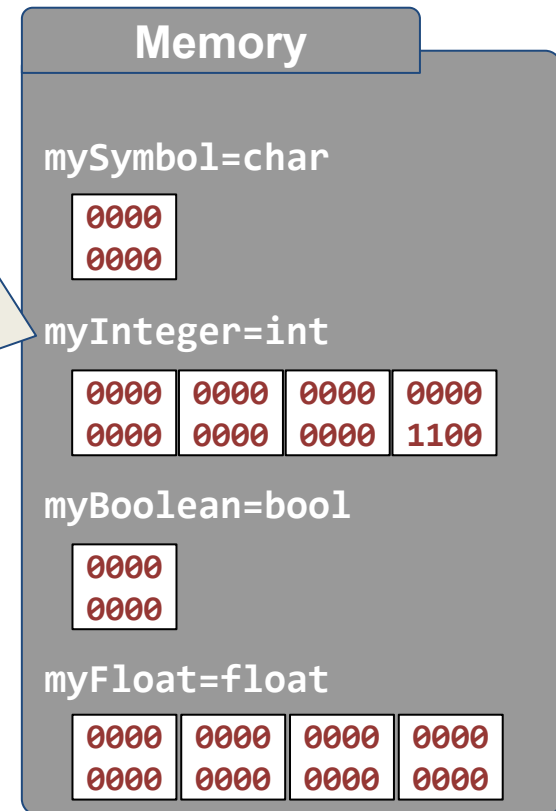 Memory
mySymbol=char
0000
0000
myInteger=int
0000 0000 0000 0000
0000 0000 0000 1100
myBoolean=bool
0000
0000
myFloat=float
0000 0000 0000 0000
0000 0000 0000 0000